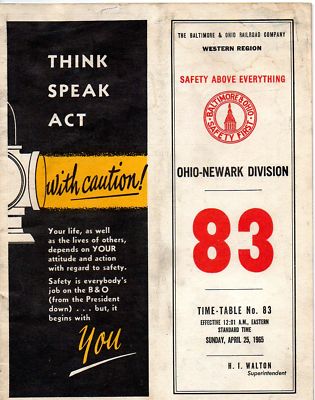 THINK
SPEAK
ACT
with caution!
Your life, as well
as the lives of others,
depends on YOUR
attitude and action
with regard to safety.
Safety is everybody's
job on the B & O
(from the President
down) . . . but, it
begins with
You
THE BALTIMORE & OHIO RAILROAD COMPANY
WESTERN REGION
SAFETY ABOVE EVERYTHING
BALTIMORE & OHIO
SAFETY FIRST
OHIO-NEWARK DIVISION
83
TIME-TABLE No. 83
EFFECTIVE 12:01 A.M., EASTERN
STANDARD TIME
SUNDAY, APRIL 25, 1965
H. I. WALTON
Superintendent